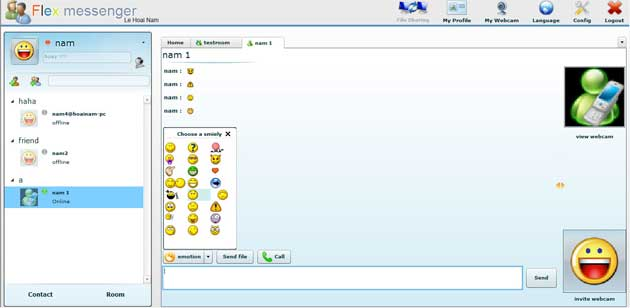 Flex messenger
Le Hoai Nam
File Sharing
My Profile
My Webcam
Language
Config
Logout
nam
busy !!!!
haha
nam4@hoainam-pc
offline
friend
nam2
offline
a
nam 1
Online
Contact
Room
Home
testroom
nam 1
nam 1
nam :
nam :
nam :
nam :
Choose a smiely
emotion
Send file
Call
Send
view webcam
invite webcam